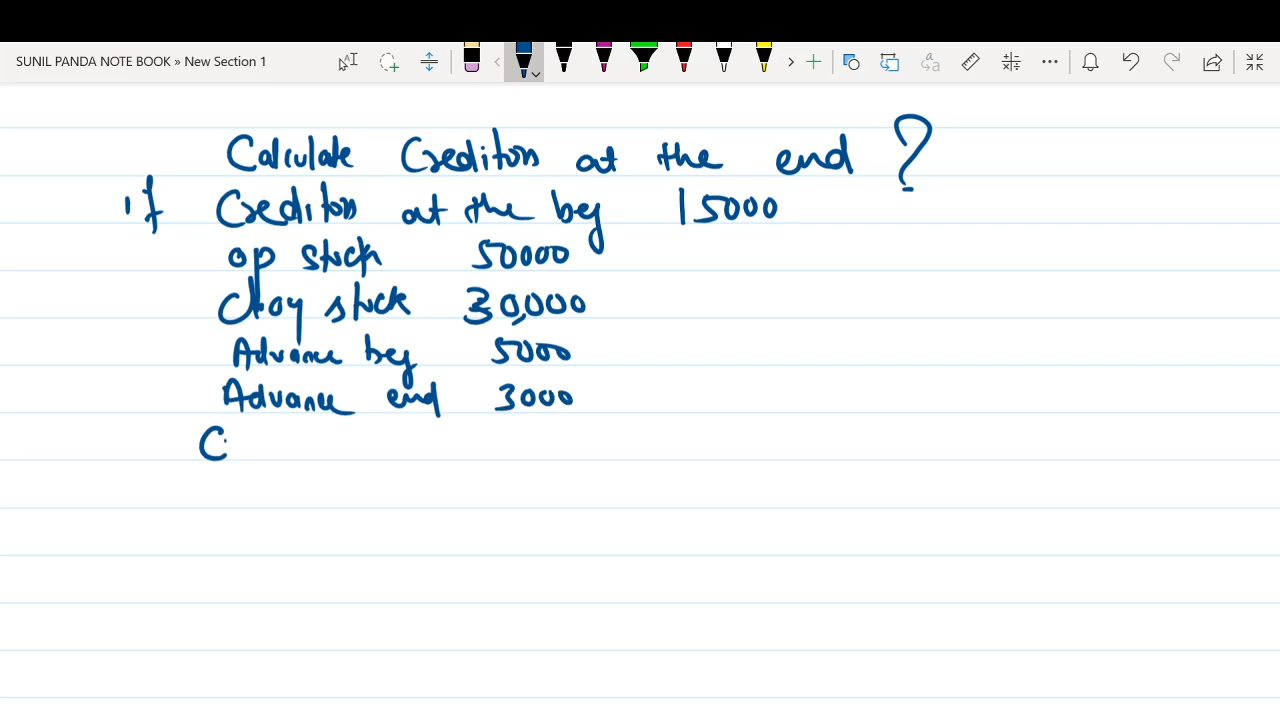 SUNIL PANDA NOTE BOOK » New Section 1
Calculate Creditors at the end ?
if Creditors at the beg 15000
op stock 50000
stock 30,000
Advance beg 5000
Advance end 3000
C